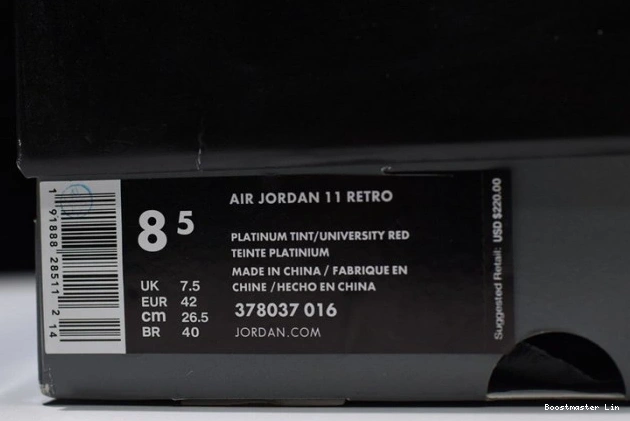 AIR JORDAN 11 RETRO
8 5
PLATINUM TINT/UNIVERSITY RED
TEINTE PLATINIUM
MADE IN CHINA / FABRIQUE EN
CHINE /HECHO EN CHINA
UK 7.5
EUR 42
cm 26.5
BR 40
378037 016
JORDAN.COM
1 91888 28511 2 14
Suggested Retail: USD $220.00
Boostmaster Lin